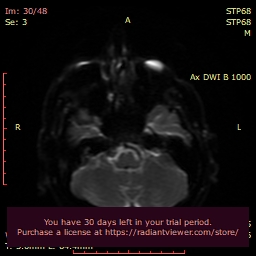 Im: 30/48
Se: 3
A
STP68
STP68
M
Ax DWI B 1000
R
L
You have 30 days left in your trial period.
Purchase a license at https://radiantviewer.com/store/